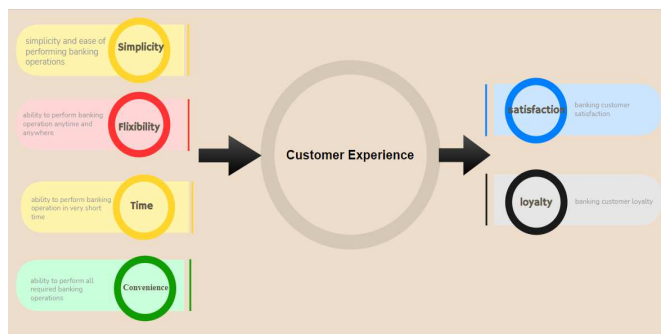 simplicity and ease of
performing banking
operations
Simplicity
ability to perform banking
operation anytime and
anywhere
Flixibility
ability to perform banking
operation in very short
time
Time
ability to perform all
required banking
operations
Convenience
Customer Experience
satisfaction
banking customer
satisfaction
loyalty
banking customer loyalty